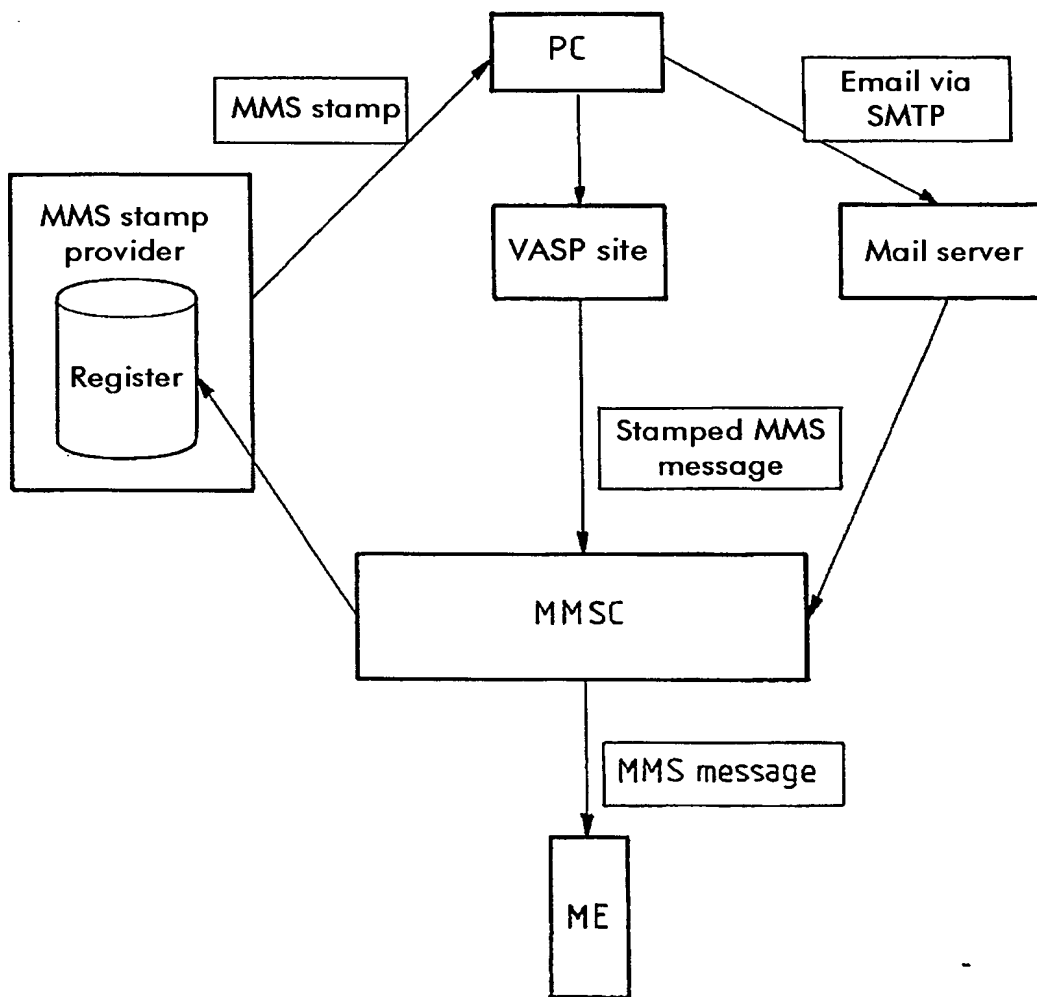 PC
MMS stamp
Email via
SMTP
MMS stamp
provider
Register
VASP site
Mail server
Stamped MMS
message
MMSC
MMS message
ME